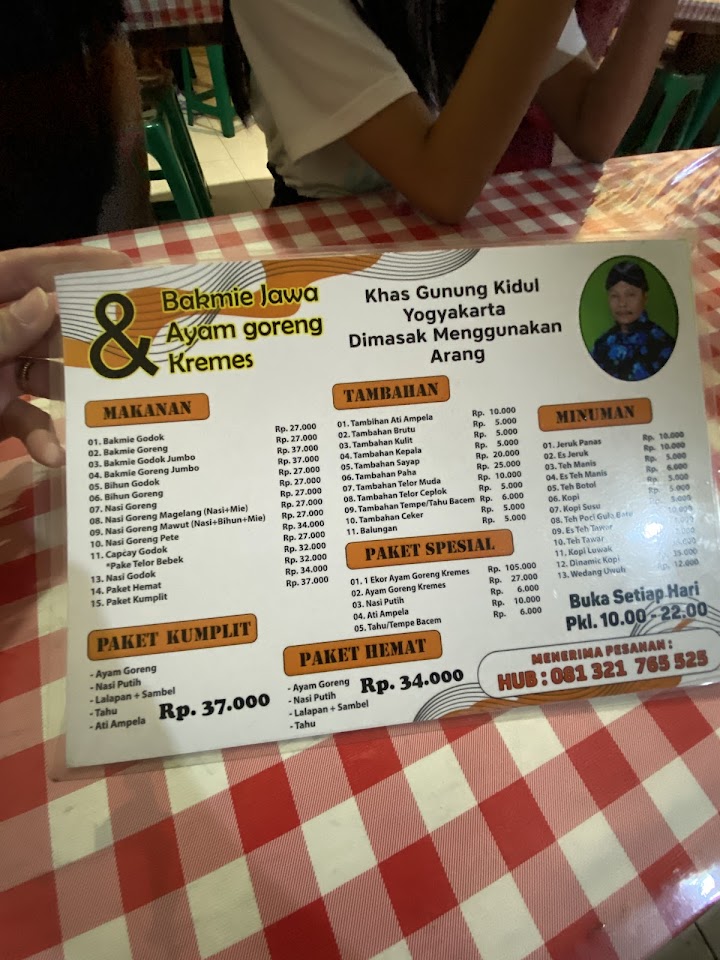 &
Bakmie Jawa
Ayam goreng
Kremes
Khas Gunung Kidul
Yogyakarta
Dimasak Menggunakan
Arang
MAKANAN
01. Bakmie Godok Rp. 27.000
02. Bakmie Goreng Rp. 27.000
03. Bakmie Godok Jumbo Rp. 37.000
04. Bakmie Goreng Jumbo Rp. 37.000
05. Bihun Godok Rp. 27.000
06. Bihun Goreng Rp. 27.000
07. Nasi Goreng Rp. 27.000
08. Nasi Goreng Magelang (Nasi+Mie) Rp. 27.000
09. Nasi Goreng Mawut (Nasi+Bihun+Mie) Rp. 27.000
10. Nasi Goreng Pete Rp. 34.000
11. Capcay Godok Rp. 27.000
*Pake Telor Bebek Rp. 32.000
13. Nasi Godok Rp. 32.000
14. Paket Hemat Rp. 34.000
15. Paket Kumplit Rp. 37.000
TAMBAHAN
01. Tambihan Ati Ampela Rp. 10.000
02. Tambahan Brutu Rp. 5.000
03. Tambahan Kulit Rp. 5.000
04. Tambahan Kepala Rp. 5.000
05. Tambahan Sayap Rp. 20.000
06. Tambahan Paha Rp. 25.000
07. Tambahan Telor Muda Rp. 10.000
08. Tambahan Telor Ceplok Rp. 5.000
09. Tambahan Tempe/Tahu Bacem Rp. 6.000
10. Tambahan Ceker Rp. 5.000
11. Balungan Rp. 5.000
MINUMAN
01. Jeruk Panas Rp. 10.000
02. Es Jeruk Rp. 10.000
03. Teh Manis Rp. 5.000
04. Es Teh Manis Rp. 6.000
05. Teh Botol Rp. 5.000
06. Kopi
07. Kopi Susu
08. Teh Poci Gula Batu
09. Es Teh Tawar
10. Teh Tawar
11. Kopi Luwak
12. Dinamic Kopi
13. Wedang Uwuh Rp. 12.000
PAKET SPESIAL
01. 1 Ekor Ayam Goreng Kremes Rp. 105.000
02. Ayam Goreng Kremes Rp. 27.000
03. Nasi Putih Rp. 6.000
04. Ati Ampela Rp. 10.000
05. Tahu/Tempe Bacem Rp. 6.000
PAKET KUMPLIT
- Ayam Goreng
- Nasi Putih
- Lalapan + Sambel
- Tahu
- Ati Ampela
Rp. 37.000
PAKET HEMAT
- Ayam Goreng
- Nasi Putih
- Lalapan + Sambel
- Tahu
Rp. 34.000
Buka Setiap Hari
Pkl. 10.00 - 22.00
MENERIMA PESANAN :
HUB : 081 321 765 525